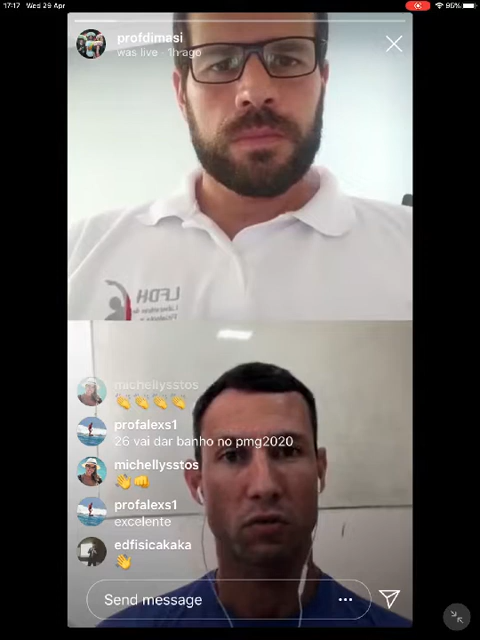 17:17 Wed 29 Apr
95%
profdimasi
was live · 1h ago
LFDH
michellysstos
👏👏👏👏
profalexs1
26 vai dar banho no pmg2020
michellysstos
👏👊
profalexs1
excelente
edfisicakaka
👏
Send message